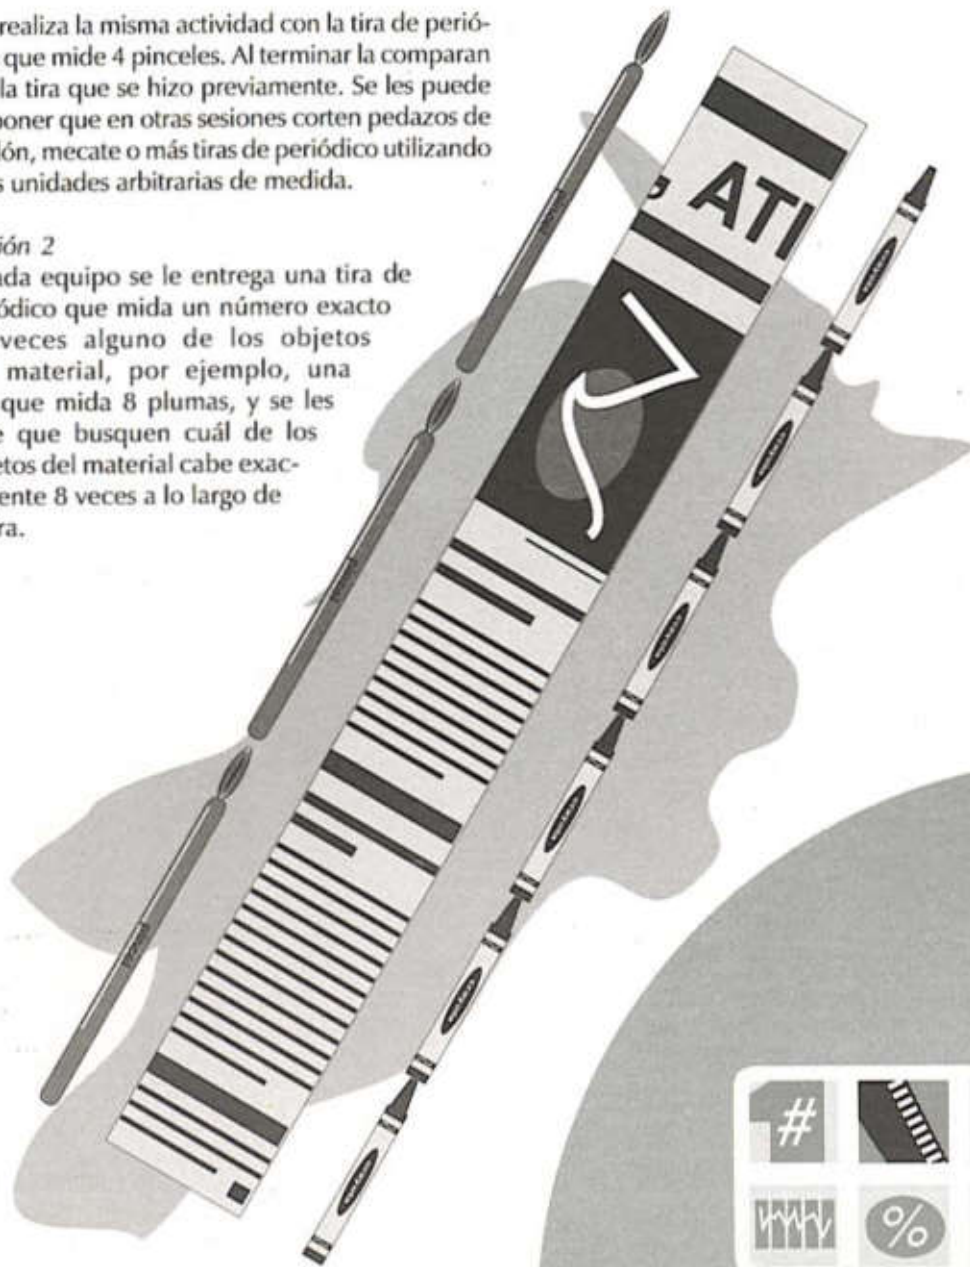 realiza la misma actividad con la tira de perió-
que mide 4 pinceles. Al terminar la comparan
la tira que se hizo previamente. Se les puede
poner que en otras sesiones corten pedazos de
ón, mecate o más tiras de periódico utilizando
s unidades arbitrarias de medida.
ión 2
ada equipo se le entrega una tira de
ódico que mida un número exacto
veces alguno de los objetos
material, por ejemplo, una
que mida 8 plumas, y se les
e que busquen cuál de los
etos del material cabe exac-
ente 8 veces a lo largo de
ra.
ATI
#
%